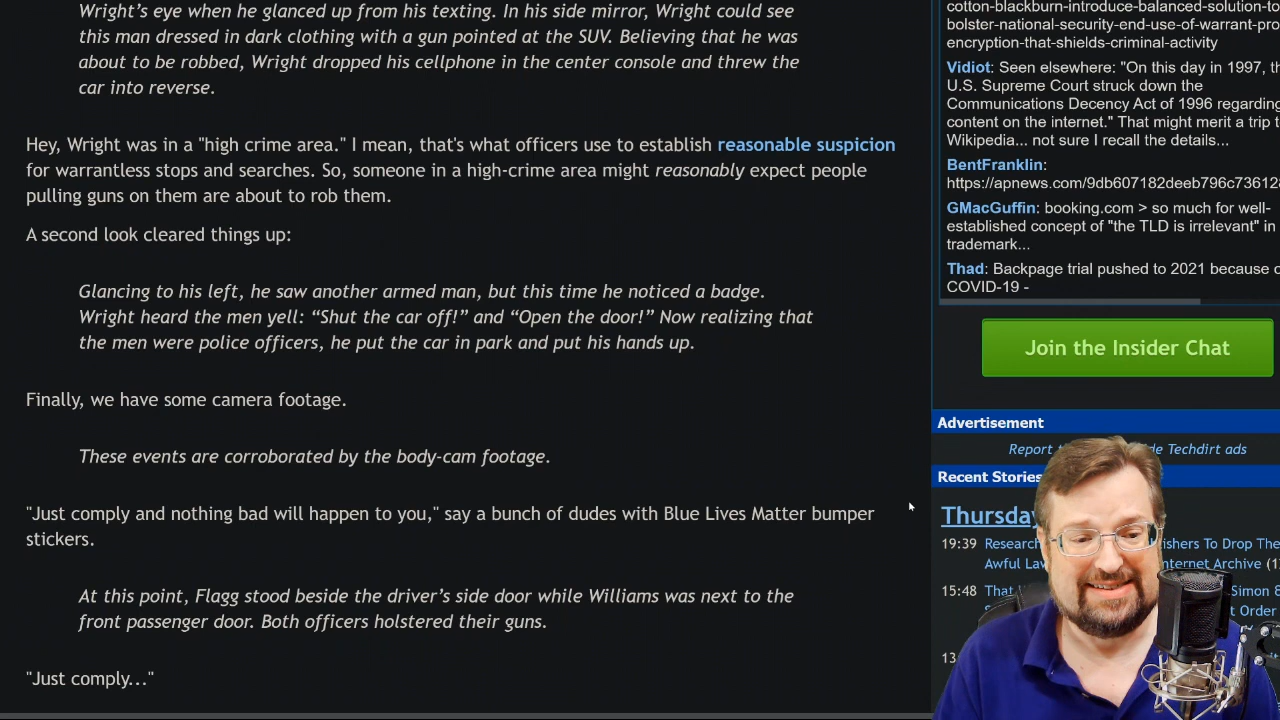 Wright's eye when he glanced up from his texting. In his side mirror, Wright could see
this man dressed in dark clothing with a gun pointed at the SUV. Believing that he was
about to be robbed, Wright dropped his cellphone in the center console and threw the
car into reverse.
Hey, Wright was in a "high crime area." I mean, that's what officers use to establish reasonable suspicion
for warrantless stops and searches. So, someone in a high-crime area might reasonably expect people
pulling guns on them are about to rob them.
A second look cleared things up:
Glancing to his left, he saw another armed man, but this time he noticed a badge.
Wright heard the men yell: “Shut the car off!” and “Open the door!” Now realizing that
the men were police officers, he put the car in park and put his hands up.
Finally, we have some camera footage.
These events are corroborated by the body-cam footage.
"Just comply and nothing bad will happen to you," say a bunch of dudes with Blue Lives Matter bumper
stickers.
At this point, Flagg stood beside the driver's side door while Williams was next to the
front passenger door. Both officers holstered their guns.
"Just comply..."
cotton-blackburn-introduce-balanced-solution-to
bolster-national-security-end-use-of-warrant-pro
encryption-that-shields-criminal-activity
Vidiot: Seen elsewhere: "On this day in 1997, th
U.S. Supreme Court struck down the
Communications Decency Act of 1996 regarding
content on the internet." That might merit a trip t
Wikipedia... not sure I recall the details...
BentFranklin:
https://apnews.com/9db607182deeb796c73612
GMacGuffin: booking.com > so much for well-
established concept of "the TLD is irrelevant" in
trademark...
Thad: Backpage trial pushed to 2021 because o
COVID-19 -
Join the Insider Chat
Advertisement
Report de Techdirt ads
Recent Stories
Thursday
19:39 Research ishers To Drop The
Awful La nternet Archive (1
15:48 That Simon &
t Order
13